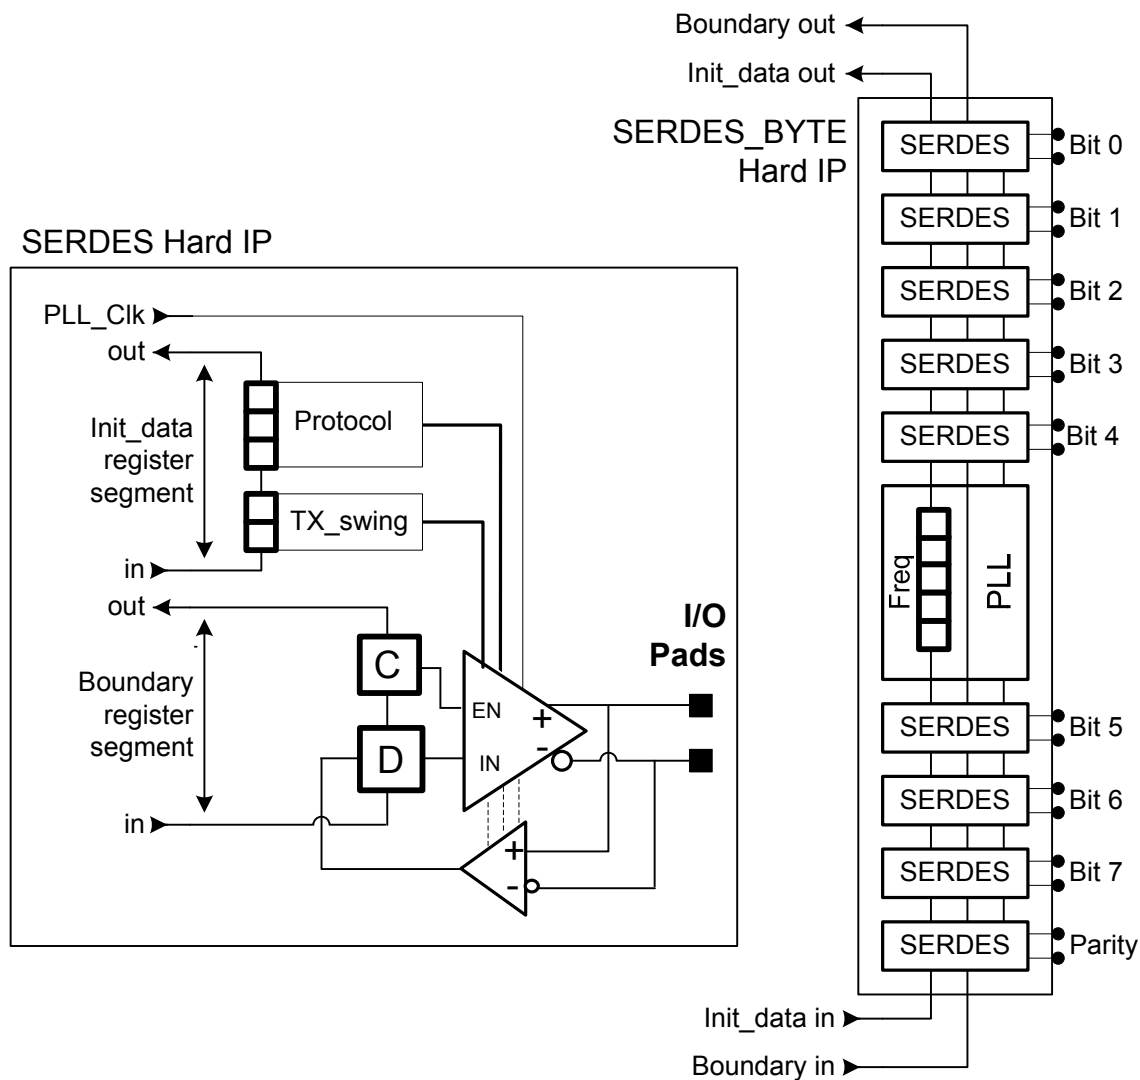 Boundary out
Init_data out
SERDES_BYTE
Hard IP
SERDES
Bit 0
SERDES
Bit 1
SERDES
Bit 2
SERDES
Bit 3
SERDES
Bit 4
Freq
PLL
SERDES
Bit 5
SERDES
Bit 6
SERDES
Bit 7
SERDES
Parity
Init_data in
Boundary in
SERDES Hard IP
PLL_Clk
out
Init_data
register
segment
Protocol
TX_swing
in
out
Boundary
register
segment
in
C
D
EN
IN
+
-
+
-
I/O
Pads